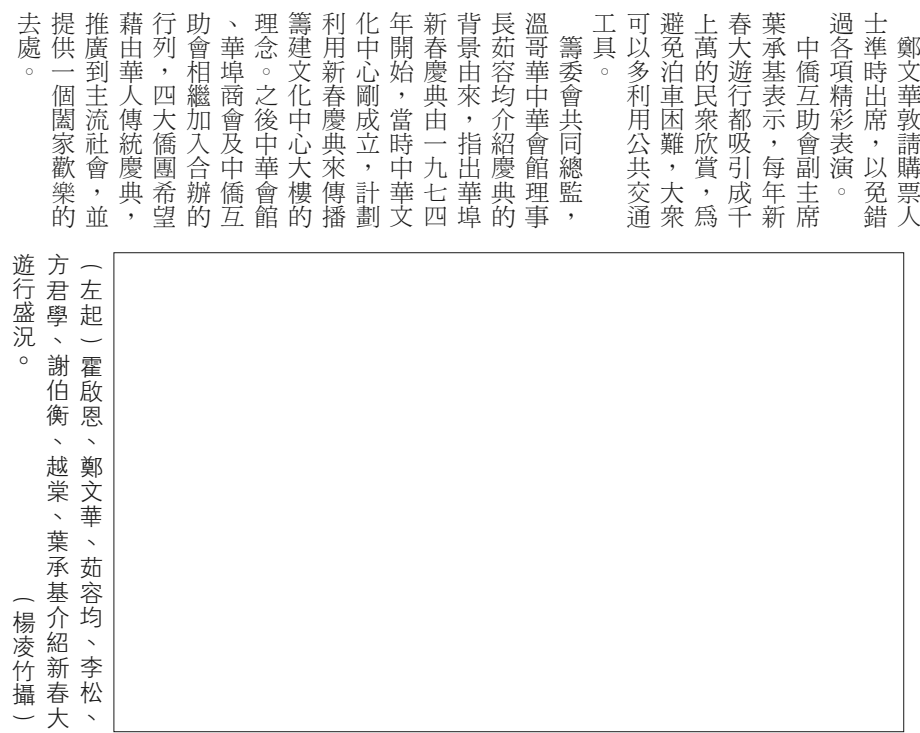 鄭文華敦請購票人
士準時出席，以免錯
過各項精彩表演。
中僑互助會副主席
葉承基表示，每年新
春大遊行都吸引成千
上萬的民眾欣賞，爲
避免泊車困難，大衆
可以多利用公共交通
工具。
籌委會共同總監，
溫哥華中華會館理事
長茹容均介紹慶典的
背景由來，指出華埠
新春慶典由一九七四
年開始，當時中華文
化中心剛成立，計劃
利用新春慶典來傳播
籌建文化中心大樓的
理念。之後中華會館
、華埠商會及中僑互
助會相繼加入合辦的
行列，四大僑團希望
藉由華人傳統慶典，
推廣到主流社會，並
提供一個闔家歡樂的
去處。
（左起）霍啟恩、鄭文華、茹容均、李松、
方君學、謝伯衡、越棠、葉承基介紹新春大
遊行盛況。（楊凌竹攝）